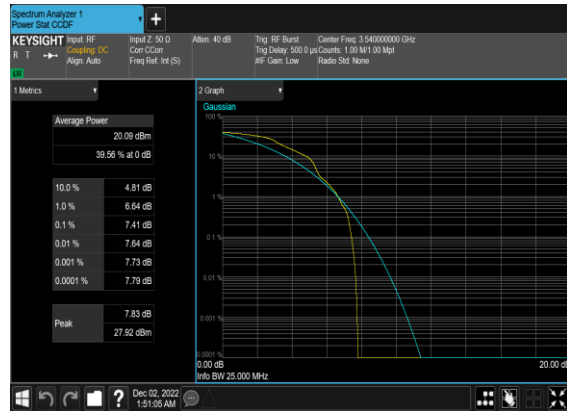 Spectrum Analyzer 1
Power Stat CCDF
KEYSIGHT
R T
LV
Input: RF
Coupling: DC
Align: Auto
Input Z: 50 Ω
Corr CCorr
Freq Ref: Int (S)
Atten: 40 dB
Trig: RF Burst
Trig Delay: 500.0 µs
#IF Gain: Low
Center Freq: 3.540000000 GHz
Counts: 1.00 M/1.00 Mpt
Radio Std: None
1 Metrics
Average Power
20.09 dBm
39.56 % at 0 dB
10.0 % 4.81 dB
1.0 % 6.64 dB
0.1 % 7.41 dB
0.01 % 7.64 dB
0.001 % 7.73 dB
0.0001 % 7.79 dB
Peak
7.83 dB
27.92 dBm
2 Graph
Gaussian
100 %
10 %
1 %
0.1 %
0.01 %
0.001 %
0.0001 %
0.00 dB
20.00 dB
Info BW 25.000 MHz
?
Dec 02, 2022
1:51:05 AM